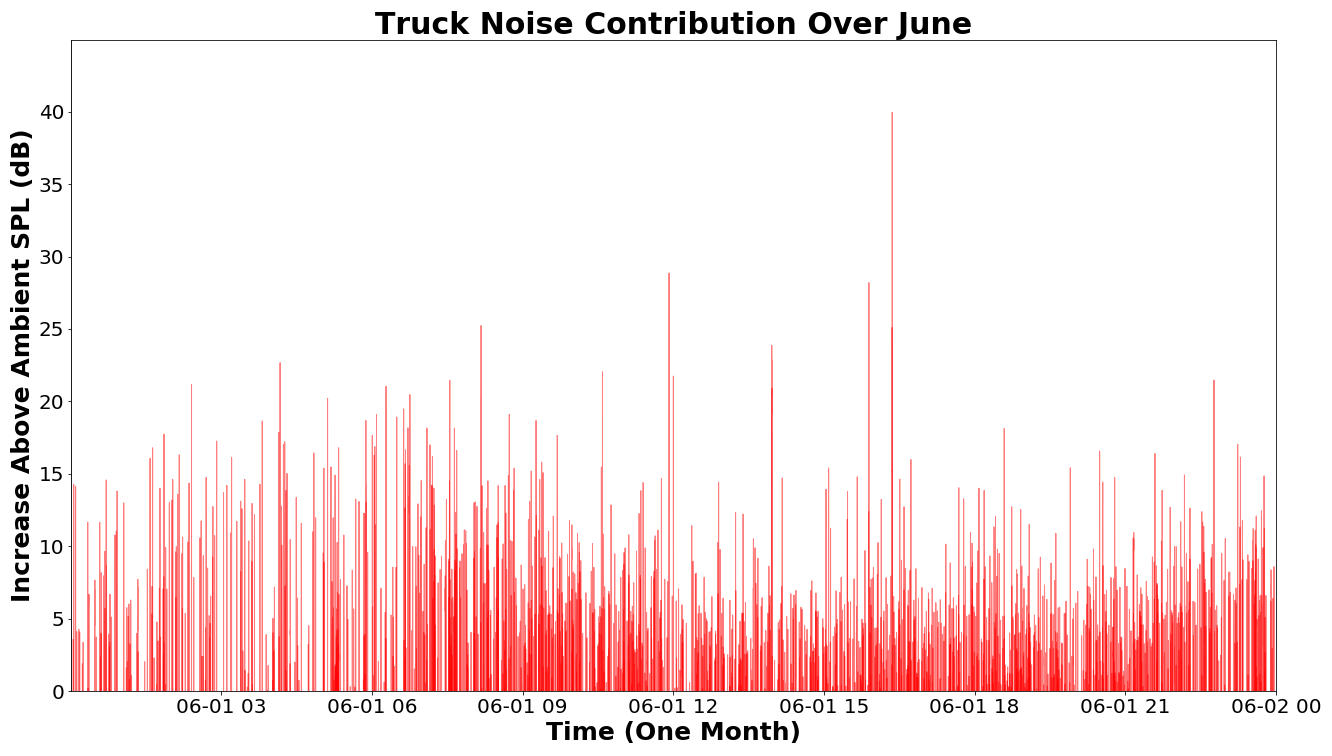 Truck Noise Contribution Over June
Increase Above Ambient SPL (dB)
40
35
30
25
20
15
10
5
0
06-01 03 06-01 06 06-01 09 06-01 12 06-01 15 06-01 18 06-01 21 06-02 00
Time (One Month)